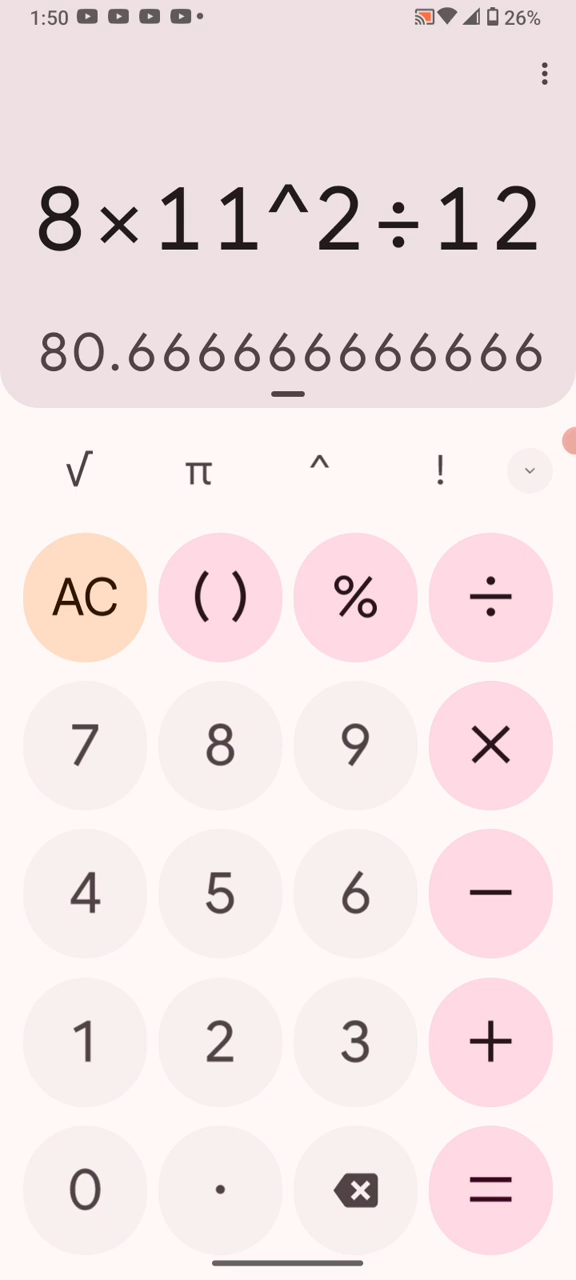 1:50 26%
8×11^2÷12
80.666666666666
√ π ^ !
AC ( ) % ÷
7 8 9 ×
4 5 6 −
1 2 3 +
0 . =